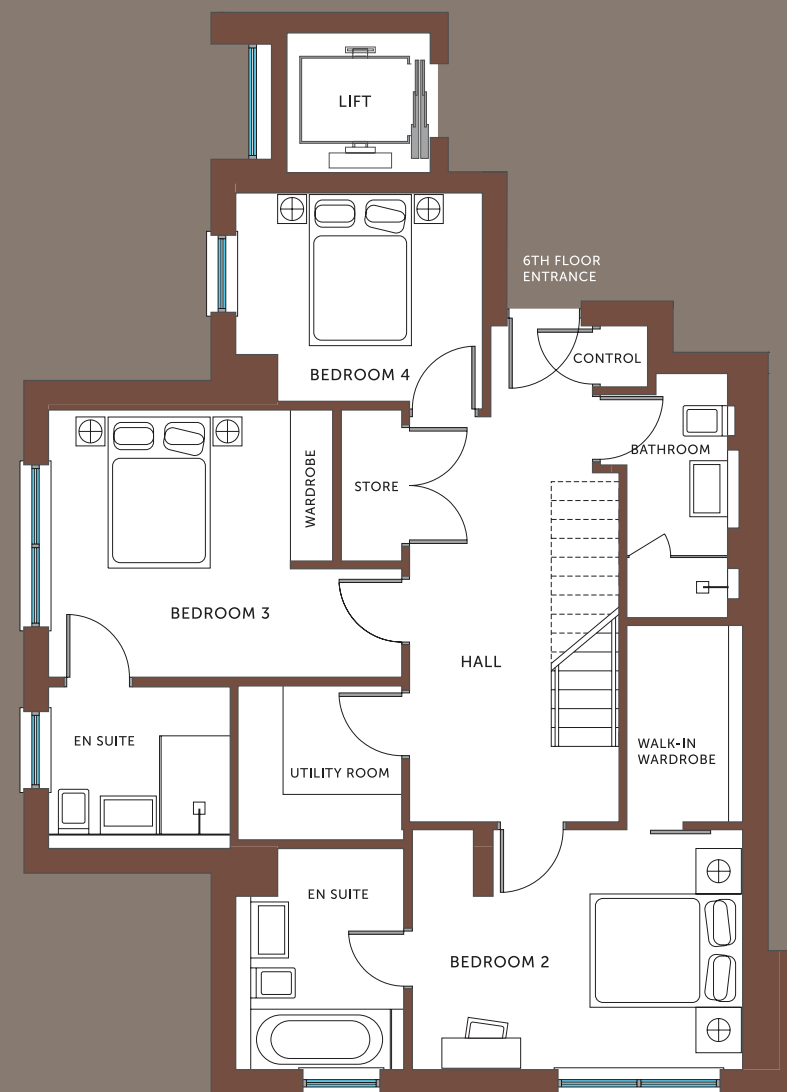 LIFT
6TH FLOOR
ENTRANCE
CONTROL
BEDROOM 4
BATHROOM
WARDROBE
STORE
BEDROOM 3
HALL
EN SUITE
UTILITY ROOM
WALK-IN
WARDROBE
EN SUITE
BEDROOM 2